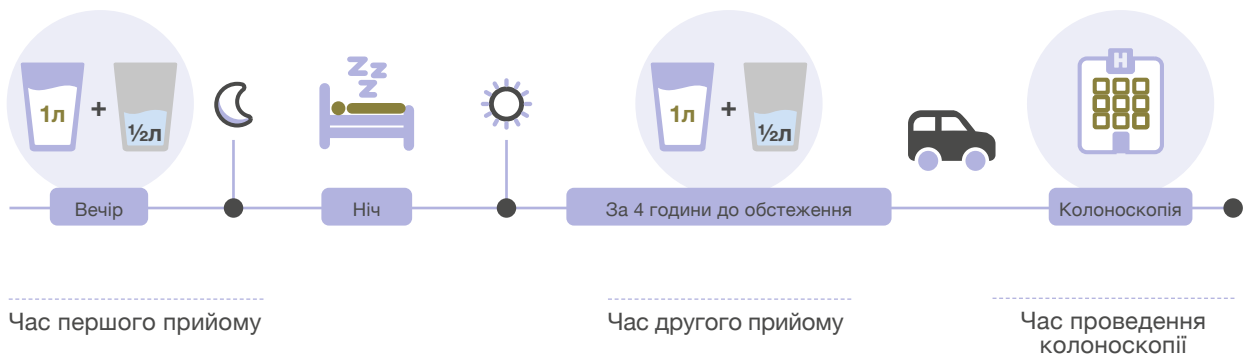 1л + ½л
z z z
1л + ½л
H
Вечір
Ніч
За 4 години до обстеження
Колоноскопія
Час першого прийому
Час другого прийому
Час проведення
колоноскопії